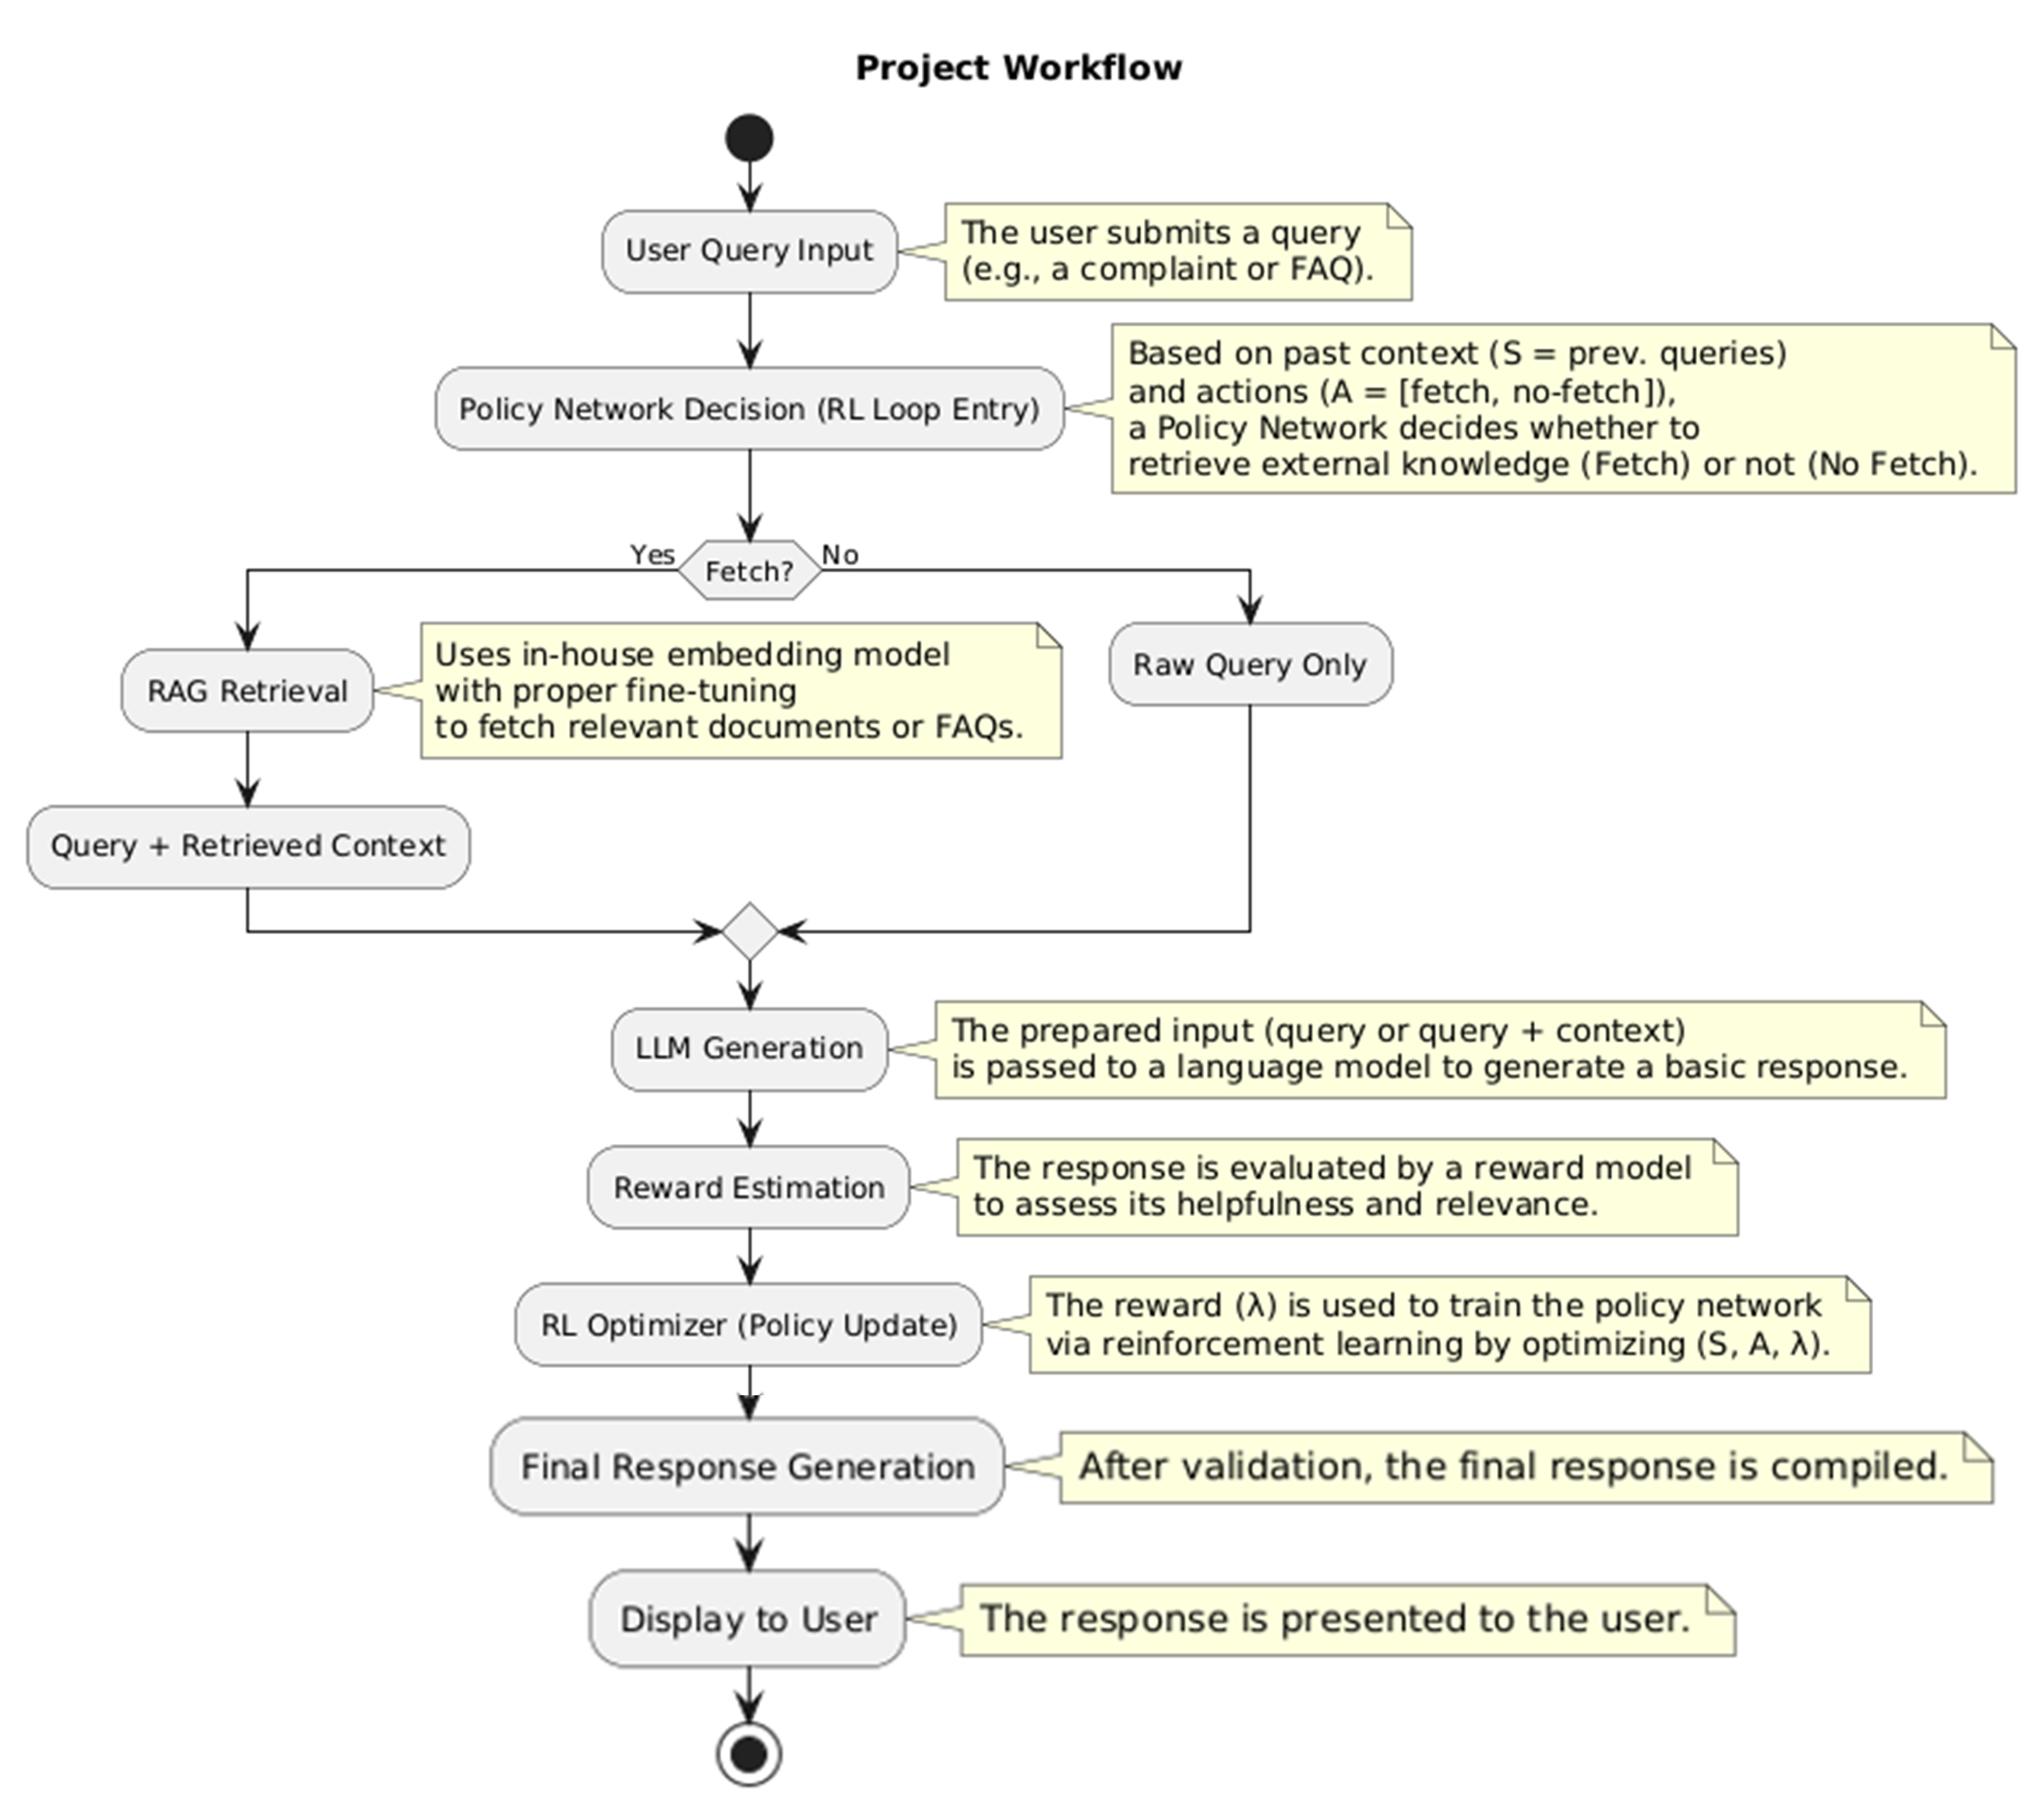 Project Workflow
User Query Input
The user submits a query
(e.g., a complaint or FAQ).
Policy Network Decision (RL Loop Entry)
Based on past context (S = prev. queries)
and actions (A = [fetch, no-fetch]),
a Policy Network decides whether to
retrieve external knowledge (Fetch) or not (No Fetch).
Yes
Fetch?
No
RAG Retrieval
Uses in-house embedding model
with proper fine-tuning
to fetch relevant documents or FAQs.
Raw Query Only
Query + Retrieved Context
LLM Generation
The prepared input (query or query + context)
is passed to a language model to generate a basic response.
Reward Estimation
The response is evaluated by a reward model
to assess its helpfulness and relevance.
RL Optimizer (Policy Update)
The reward (λ) is used to train the policy network
via reinforcement learning by optimizing (S, A, λ).
Final Response Generation
After validation, the final response is compiled.
Display to User
The response is presented to the user.